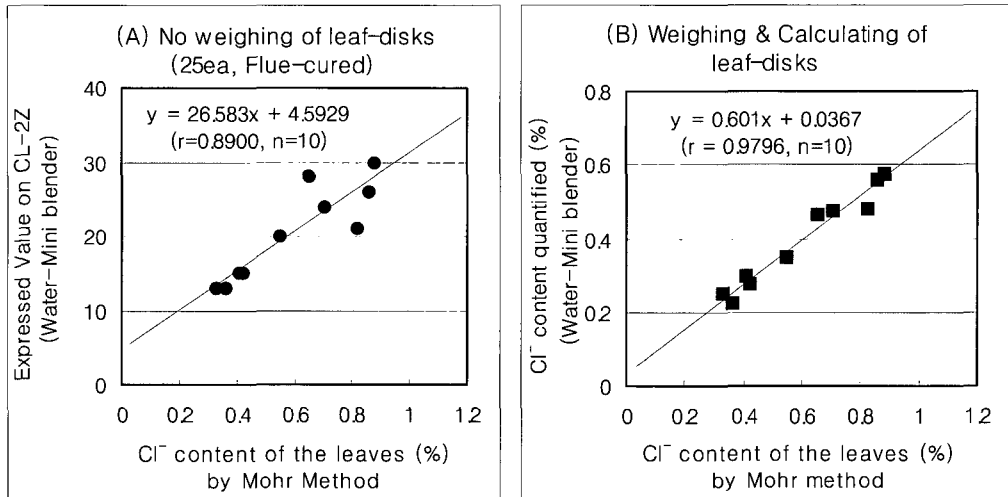 (A) No weighing of leaf-disks
(25ea, Flue-cured)
y = 26.583x + 4.5929
(r=0.8900, n=10)
Expressed Value on CL-2Z
(Water-Mini blender)
40
30
20
10
0
0 0.2 0.4 0.6 0.8 1 1.2
Cl⁻ content of the leaves (%)
by Mohr Method
(B) Weighing & Calculating of
leaf-disks
y = 0.601x + 0.0367
(r = 0.9796, n=10)
Cl⁻ content quantified (%)
(Water-Mini blender)
0.8
0.6
0.4
0.2
0
0 0.2 0.4 0.6 0.8 1 1.2
Cl⁻ content of the leaves (%)
by Mohr method